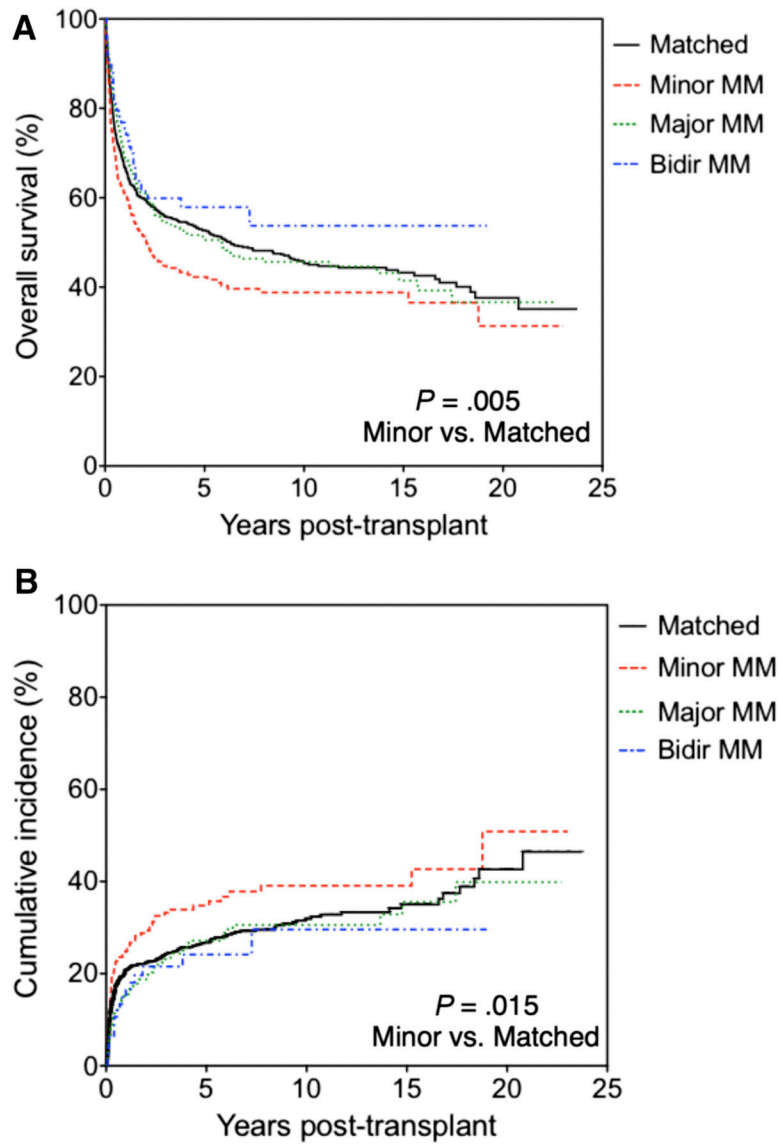 A
Overall survival (%)
100
80
60
40
20
0
0 5 10 15 20 25
Years post-transplant
P = .005
Minor vs. Matched
Matched
Minor MM
Major MM
Bidir MM
B
Cumulative incidence (%)
100
80
60
40
20
0
0 5 10 15 20 25
Years post-transplant
P = .015
Minor vs. Matched
Matched
Minor MM
Major MM
Bidir MM